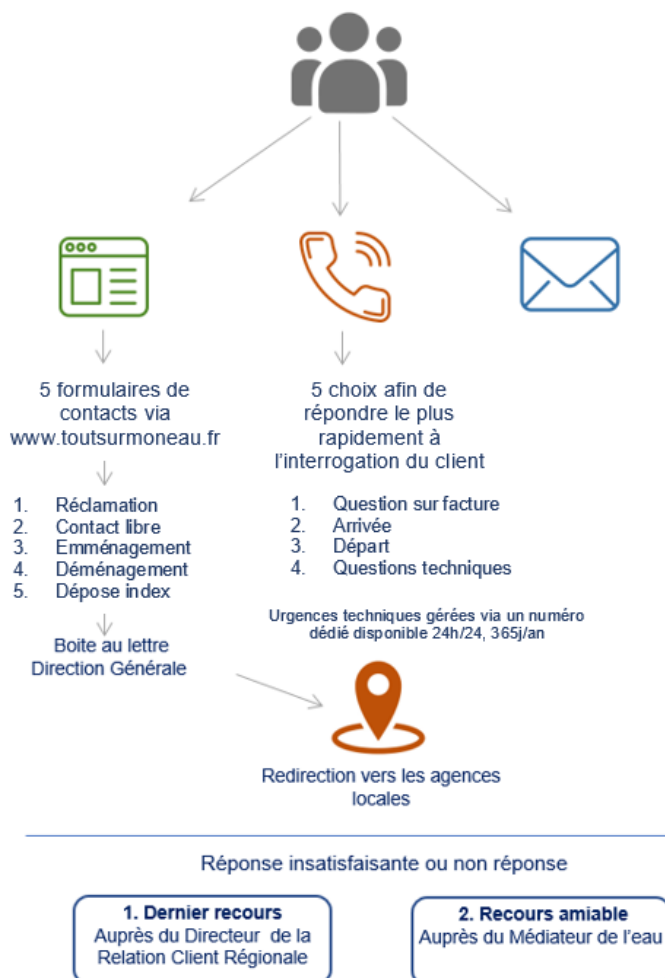 5 formulaires de
contacts via
www.toutsurmoneau.fr
1. Réclamation
2. Contact libre
3. Emménagement
4. Déménagement
5. Dépose index
Boite au lettre
Direction Générale
5 choix afin de
répondre le plus
rapidement à
l'interrogation du client
1. Question sur facture
2. Arrivée
3. Départ
4. Questions techniques
Urgences techniques gérées via un numéro
dédié disponible 24h/24, 365j/an
Redirection vers les agences
locales
Réponse insatisfaisante ou non réponse
1. Dernier recours
Auprès du Directeur de la
Relation Client Régionale
2. Recours amiable
Auprès du Médiateur de l'eau